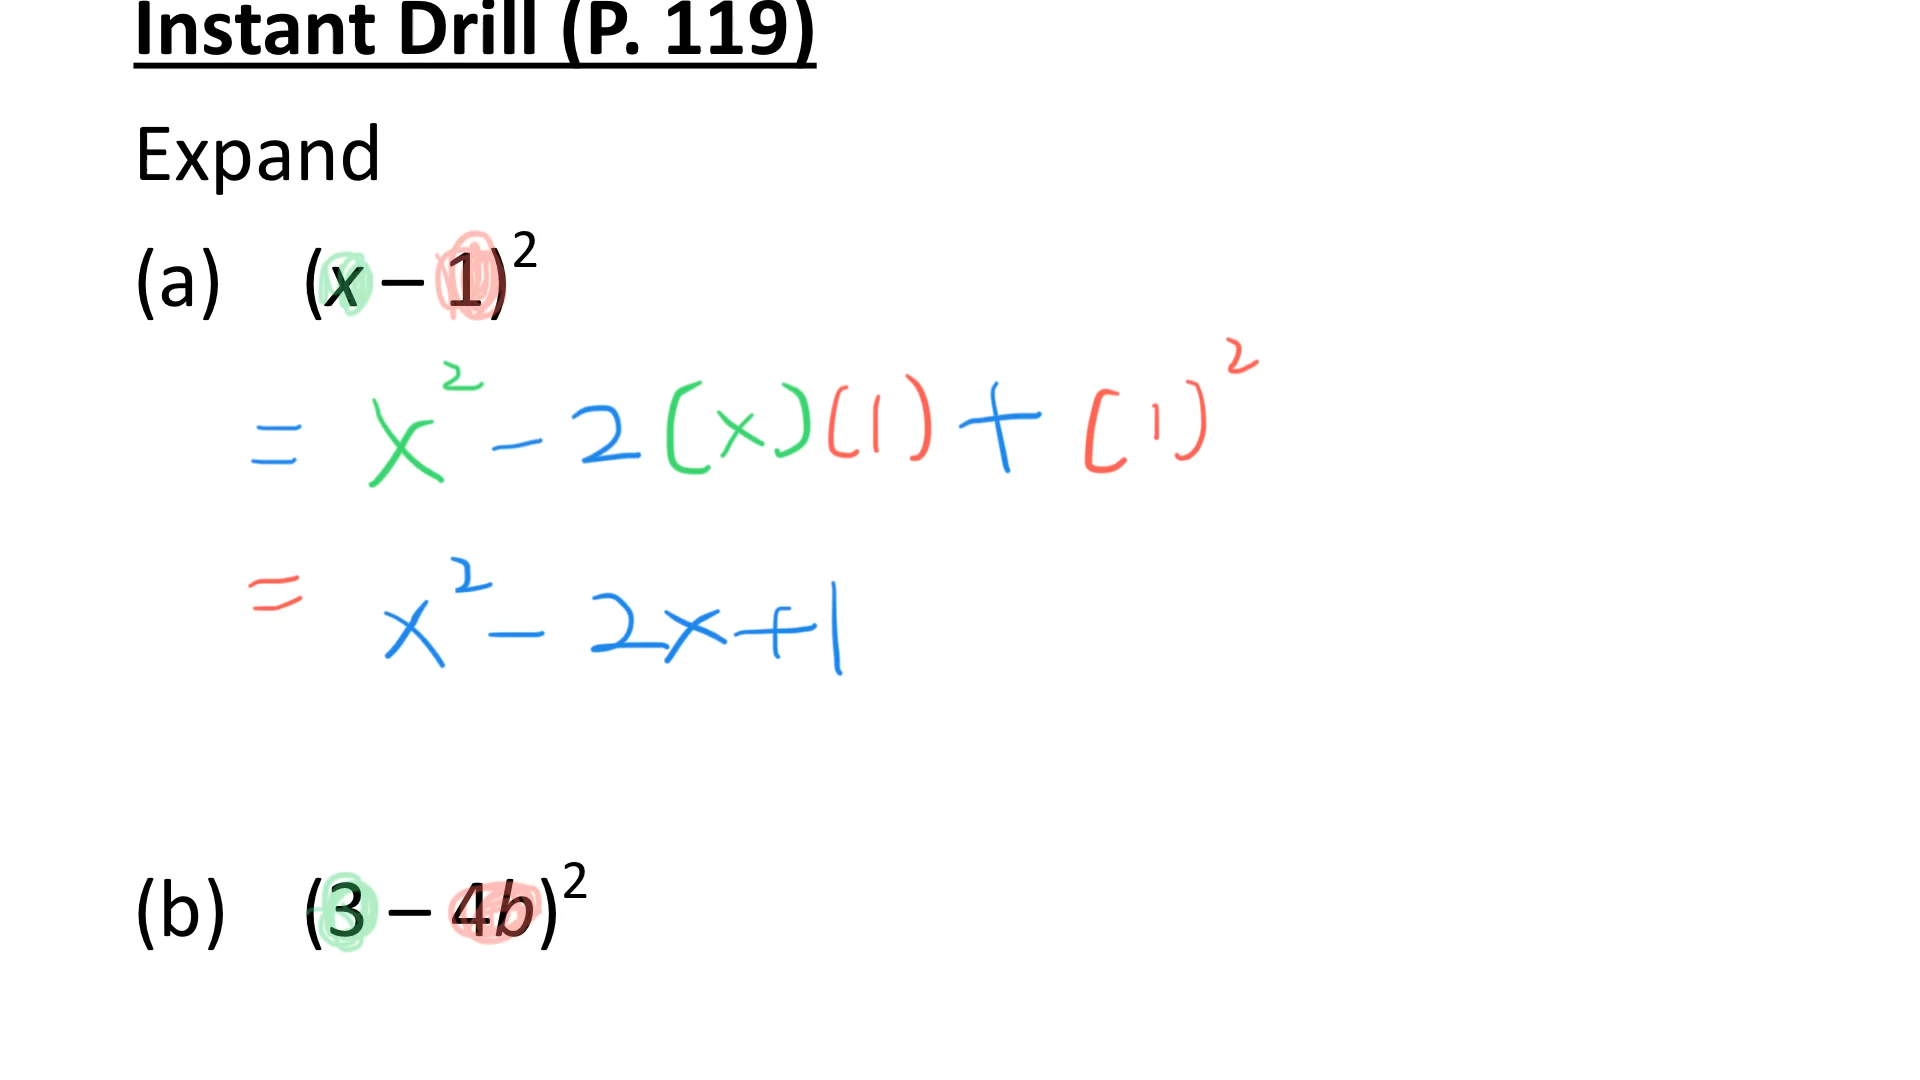 Instant Drill (P. 119)
Expand
(a) (x – 1)²
= x² - 2(x)(1) + (1)²
= x² - 2x+1
(b) (3 – 4b)²